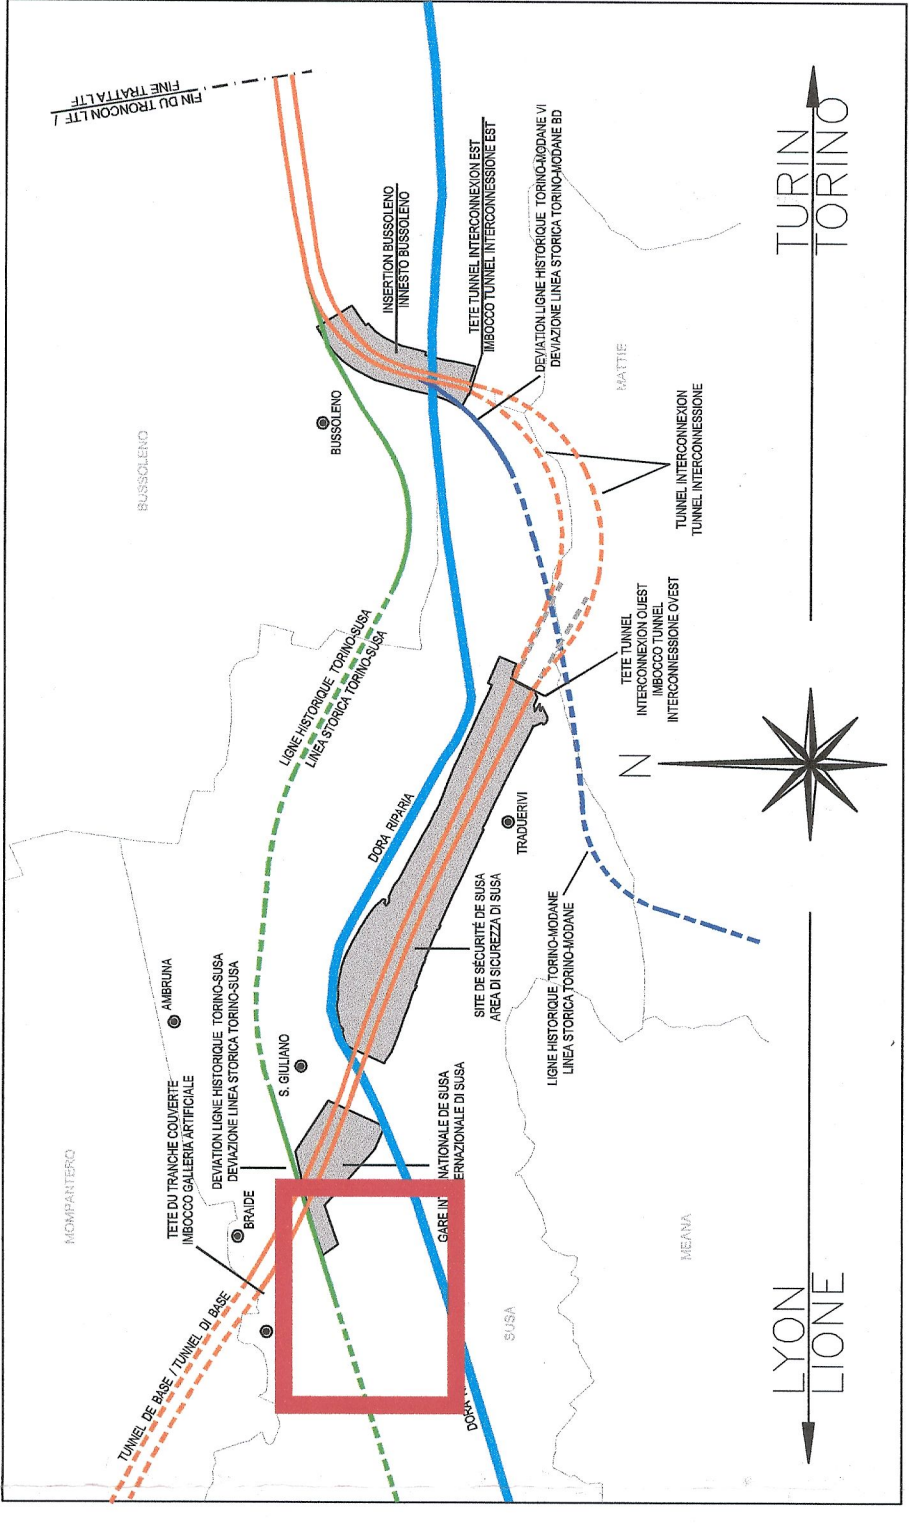 FIN DU TRONCON LTF /
FINE TRATTA LTF
MOMPANTERO
BUSSOLENO
TUNNEL DE BASE / TUNNEL DI BASE
TETE DU TRANCHE COUVERTE
IMBOCCO GALLERIA ARTIFICIALE
AMBRUNA
DEVIATION LIGNE HISTORIQUE TORINO-SUSA
DEVIAZIONE LINEA STORICA TORINO-SUSA
BRAIDE
S. GIULIANO
LIGNE HISTORIQUE TORINO-SUSA
LINEA STORICA TORINO-SUSA
BUSSOLENO
INSERTION BUSSOLENO
INNESTO BUSSOLENO
DORA RIPARIA
GARE INT NATIONALE DE SUSA
ERNAZIONALE DI SUSA
DORA R
TETE TUNNEL INTERCONNEXION EST
IMBOCCO TUNNEL INTERCONNESSIONE EST
SITE DE SÉCURITÉ DE SUSA
AREA DI SICUREZZA DI SUSA
TRADUERIVI
DEVIATION LIGNE HISTORIQUE TORINO-MODANE VI
DEVIAZIONE LINEA STORICA TORINO-MODANE BD
SUSA
LIGNE HISTORIQUE TORINO-MODANE
LINEA STORICA TORINO-MODANE
TETE TUNNEL
INTERCONNEXION OUEST
IMBOCCO TUNNEL
INTERCONNESSIONE OVEST
MATTIE
TUNNEL INTERCONNEXION
TUNNEL INTERCONNESSIONE
MEANA
N
LYON
LIONE
TURIN
TORINO